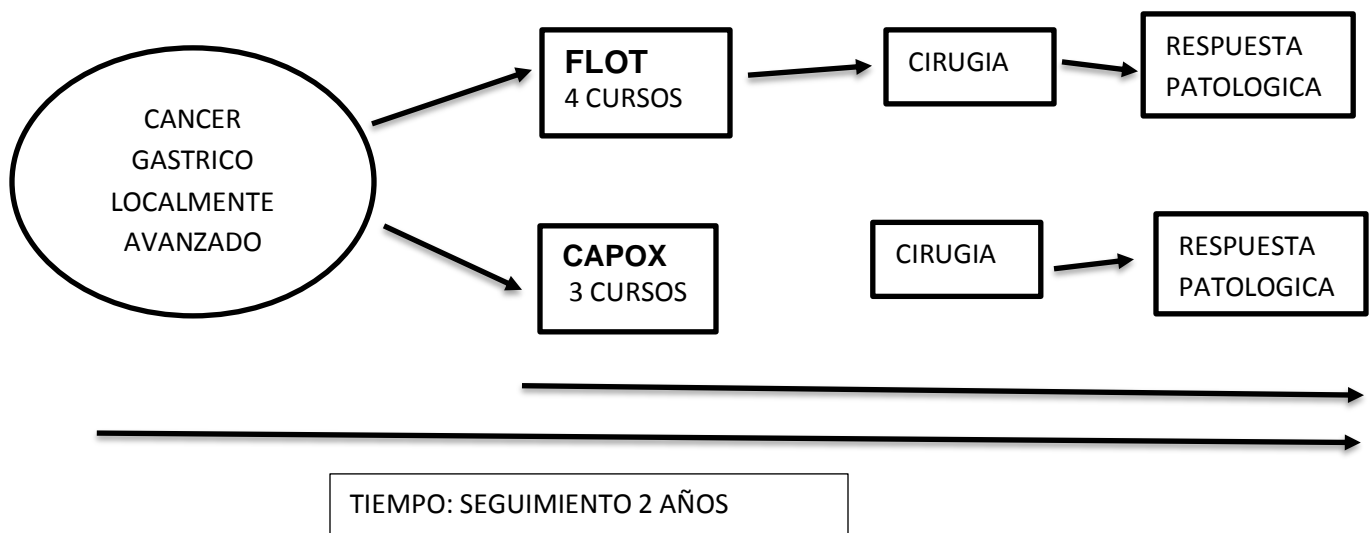 CANCER
GASTRICO
LOCALMENTE
AVANZADO
FLOT
4 CURSOS
CIRUGIA
RESPUESTA
PATOLOGICA
CAPOX
3 CURSOS
CIRUGIA
RESPUESTA
PATOLOGICA
TIEMPO: SEGUIMIENTO 2 AÑOS